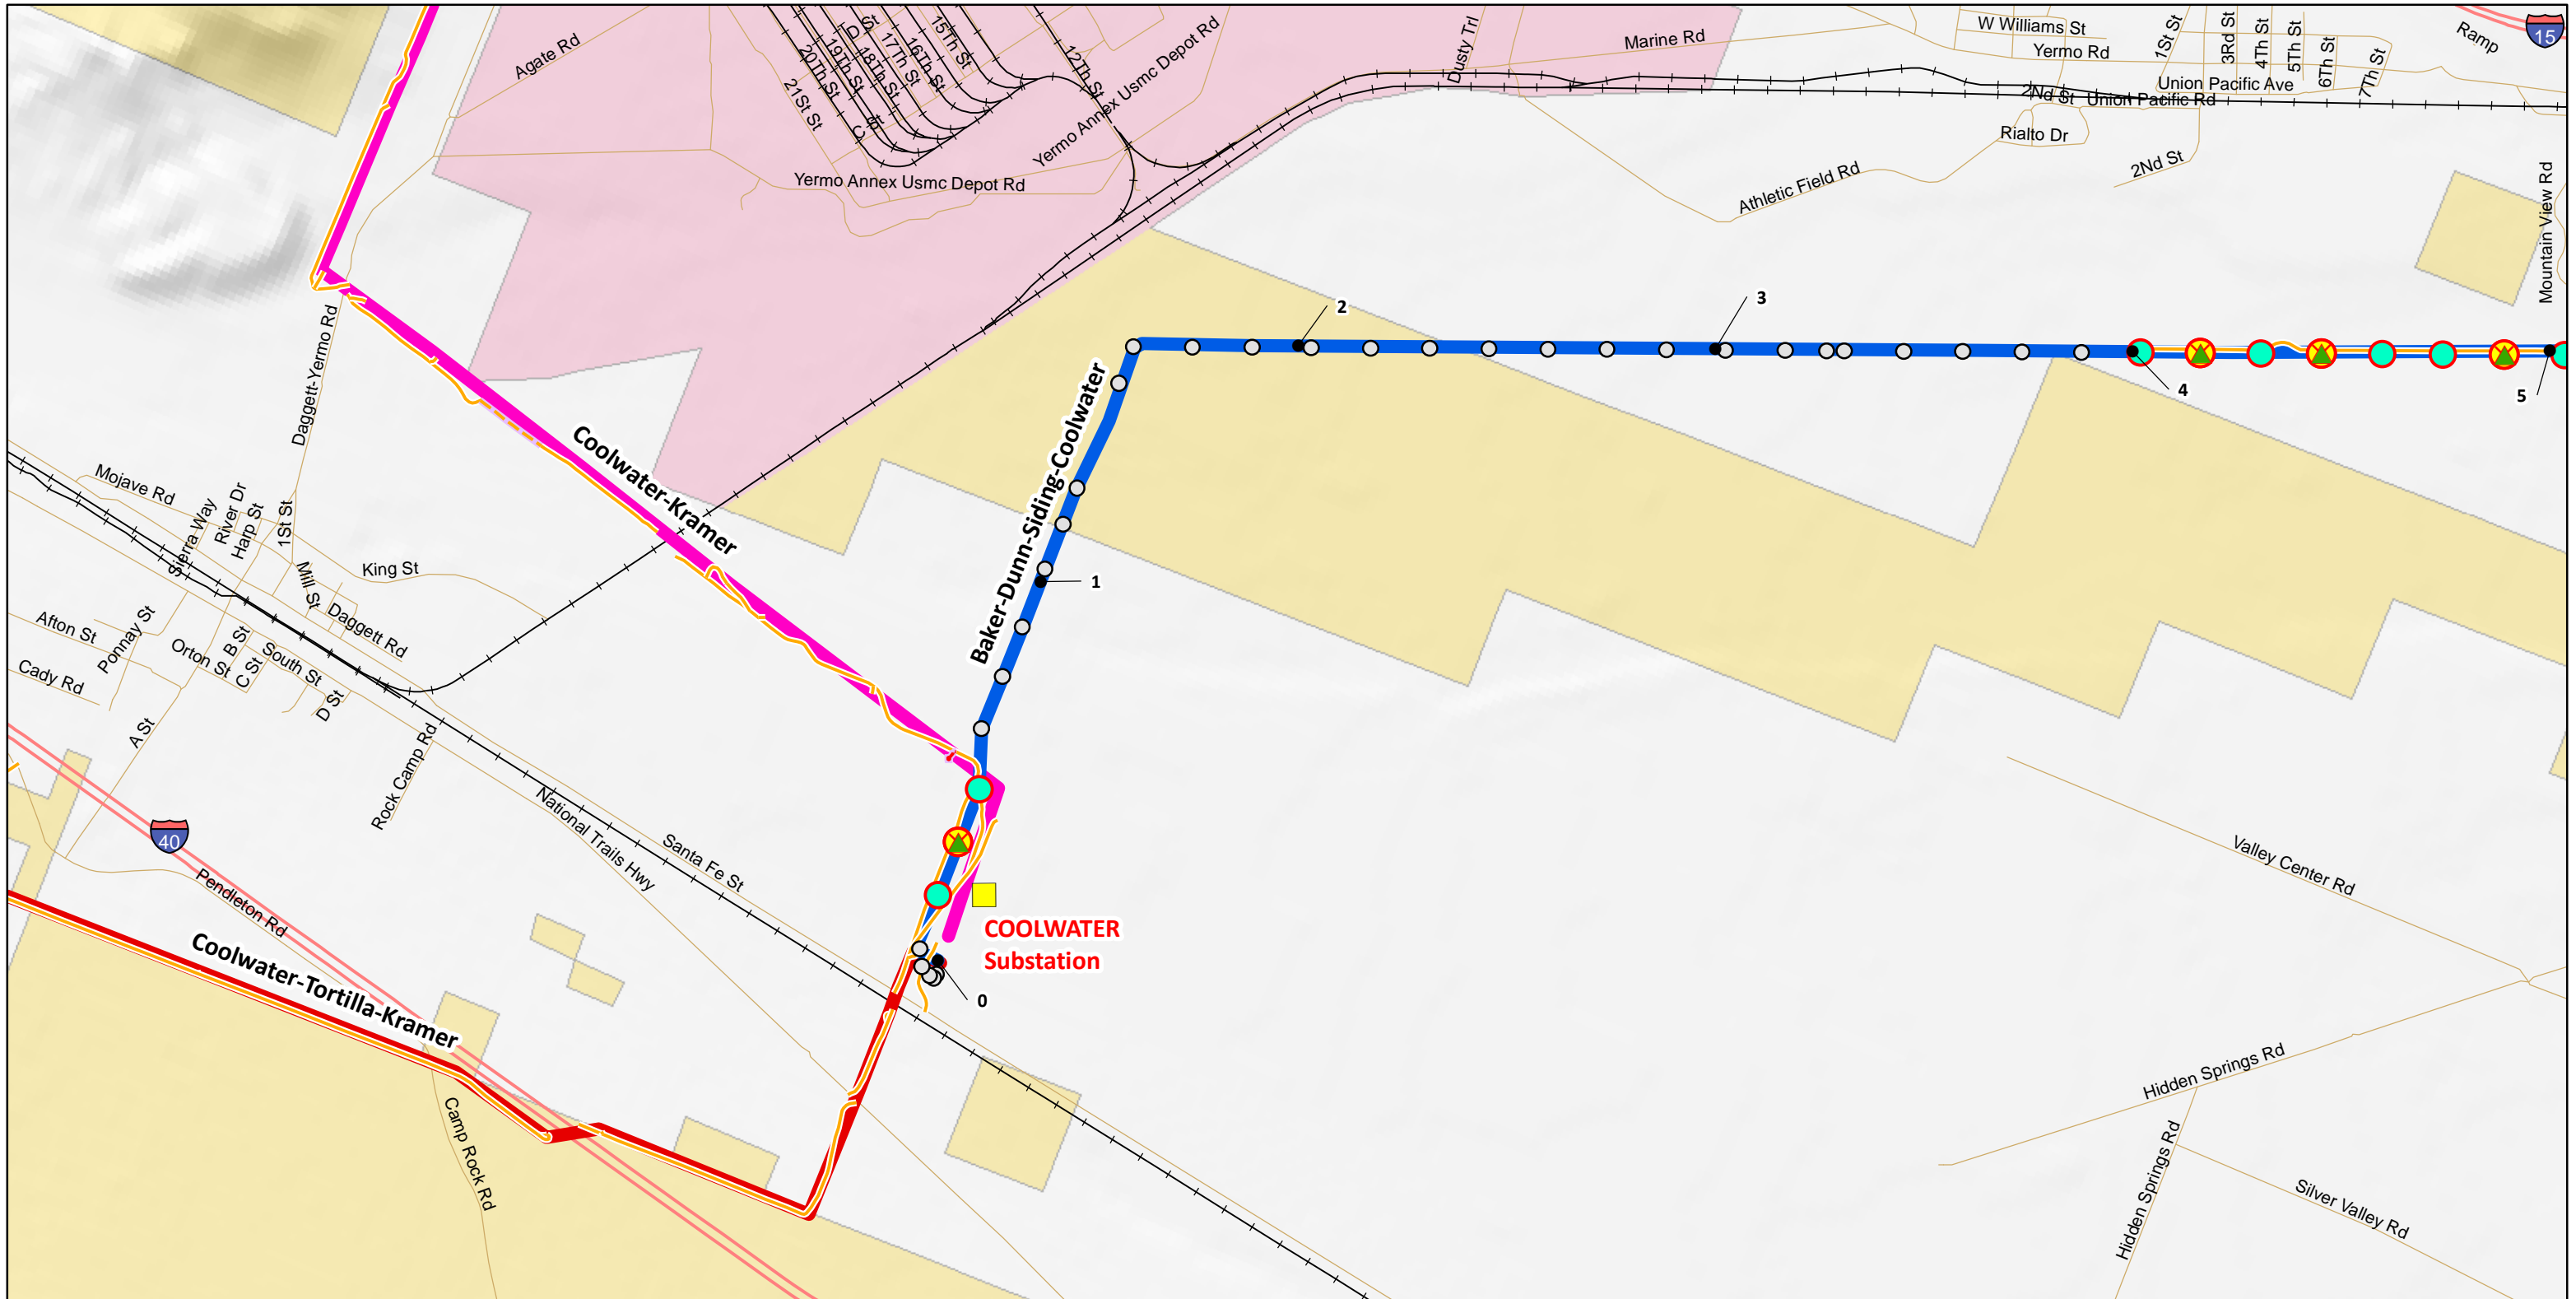 W Williams St
Yermo Rd
1St St
3Rd St
4Th St
5Th St
6Th St
7Th St
Ramp
15
Union Pacific Ave
2Nd St
Union Pacific Rd
Rialto Dr
2Nd St
Mountain View Rd
Marine Rd
Dusty Trl
Athletic Field Rd
Agate Rd
D St
15Th St
16Th St
17Th St
18Th St
19Th St
20Th St
21St St
C St
12Th St
Yermo Annex Usmc Depot Rd
Yermo Annex Usmc Depot Rd
2
3
4
5
1
0
Daggett-Yermo Rd
Coolwater-Kramer
Baker-Dunn-Siding-Coolwater
Mojave Rd
Sierra Way
River Dr
Harp St
1St St
Mill St
King St
Daggett Rd
Afton St
Ponnay St
Orton St
B St
C St
South St
D St
Cady Rd
A St
Rock Camp Rd
National Trails Hwy
Santa Fe St
40
Pendleton Rd
COOLWATER
Substation
Coolwater-Tortilla-Kramer
Camp Rock Rd
Valley Center Rd
Hidden Springs Rd
Hidden Springs Rd
Silver Valley Rd